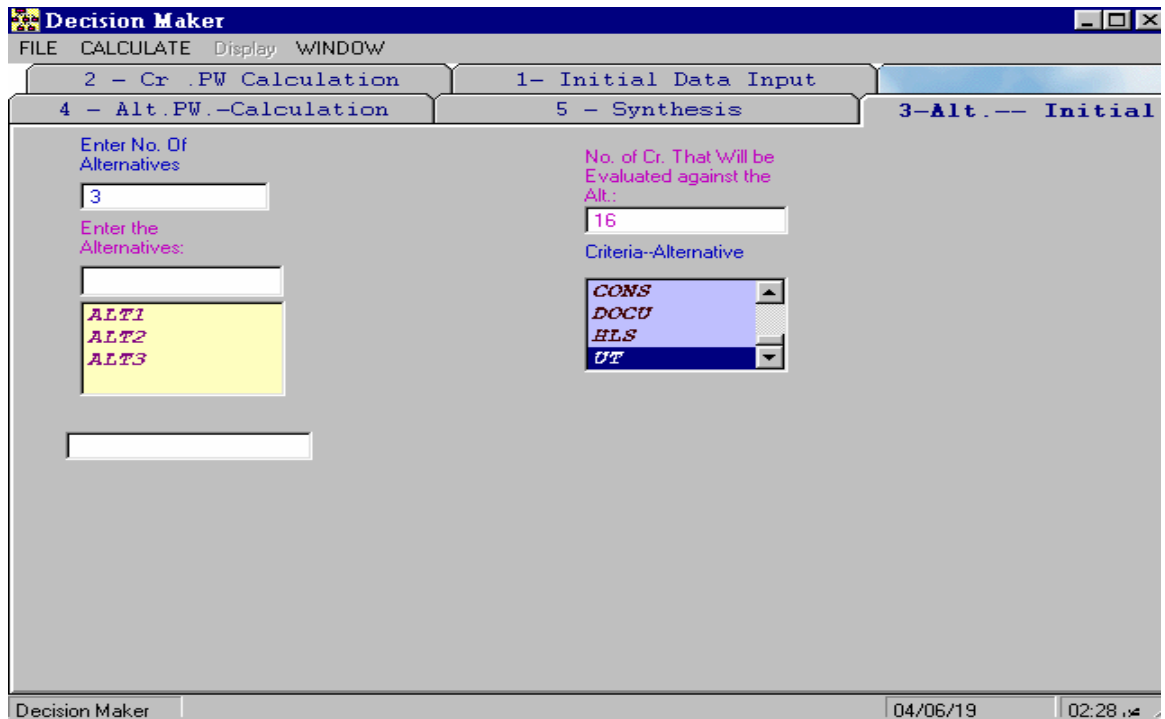 Decision Maker
FILE CALCULATE Display WINDOW
2 - Cr .PW Calculation
1- Initial Data Input
4 - Alt.PW.-Calculation
5 - Synthesis
3-Alt.-- Initial
Enter No. Of
Alternatives
3
Enter the
Alternatives:
ALT1
ALT2
ALT3
No. of Cr. That Will be
Evaluated against the
Alt.:
16
Criteria--Alternative
CONS
DOCU
HLS
UT
Decision Maker
04/06/19
02:28